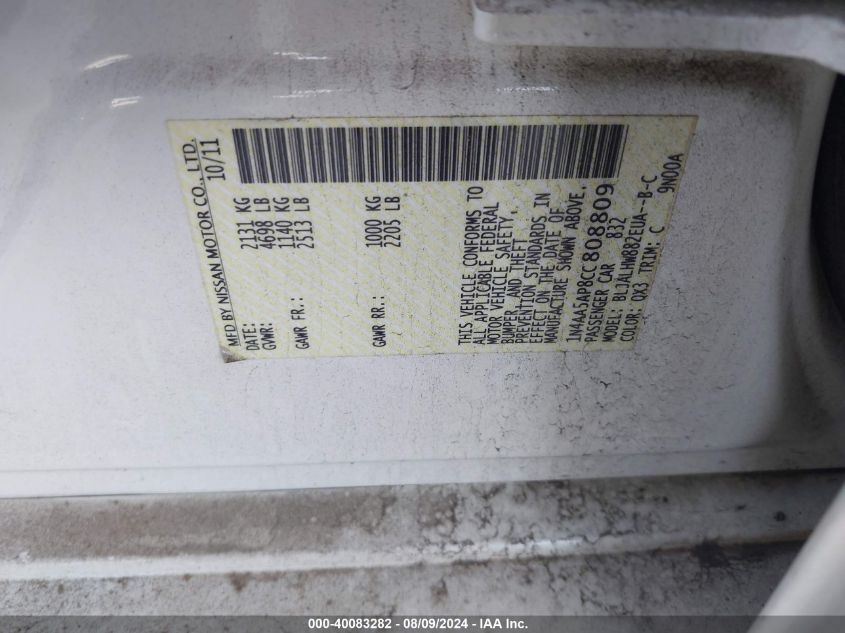 MFD BY NISSAN MOTOR CO., LTD.
DATE: 10/11
GVWR: 2131 KG
4698 LB
GAWR FR.: 1140 KG
2513 LB
GAWR RR.: 1000 KG
2205 LB
THIS VEHICLE CONFORMS TO
ALL APPLICABLE FEDERAL
MOTOR VEHICLE SAFETY,
BUMPER, AND THEFT
PREVENTION STANDARDS IN
EFFECT ON THE DATE OF
MANUFACTURE SHOWN ABOVE.
1N4AA5AP8CC808809
PASSENGER CAR 832
MODEL: BLJALHW882EUA--B-C
COLOR: QX3 TRIM: C 9N00A
000-40083282 - 08/09/2024 - IAA Inc.